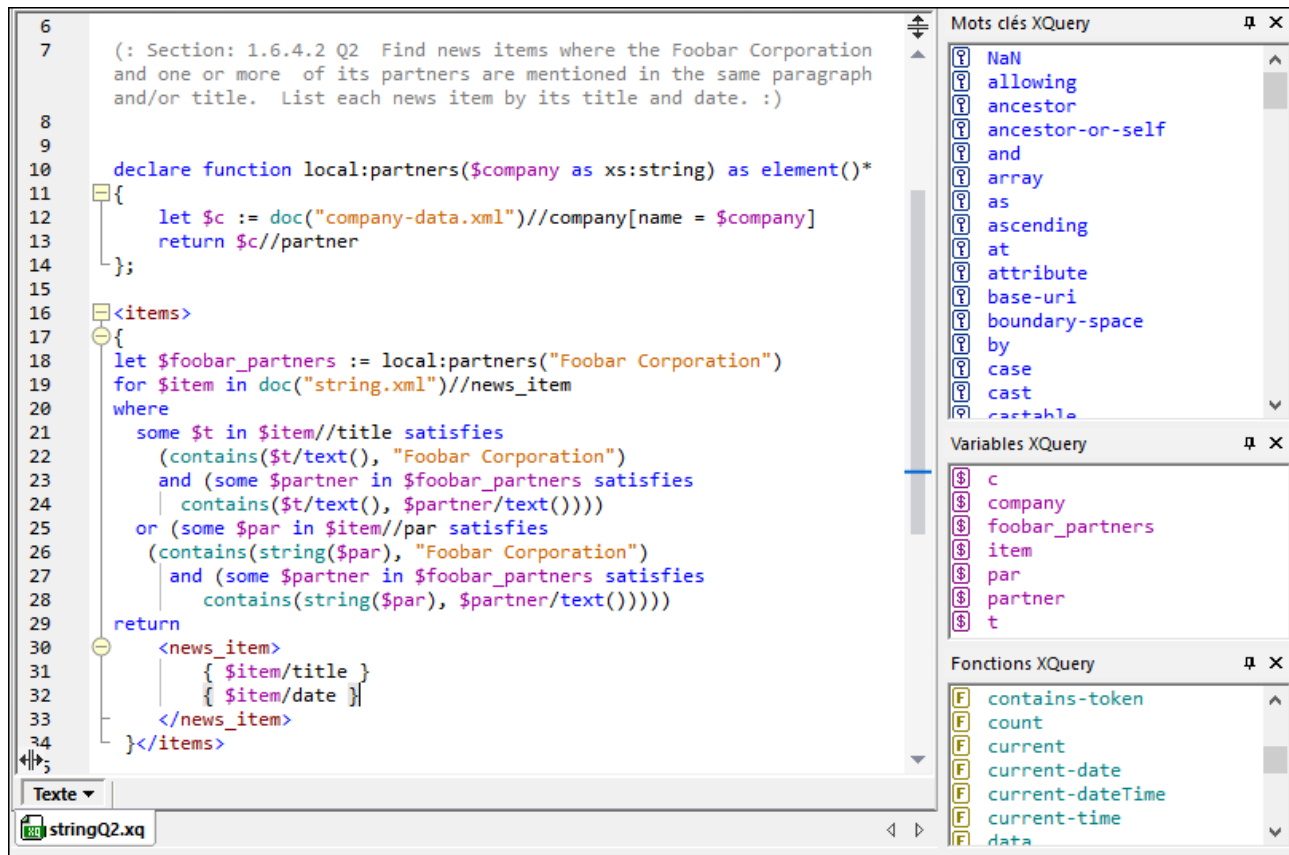 6
7 (: Section: 1.6.4.2 Q2  Find news items where the Foobar Corporation
and one or more  of its partners are mentioned in the same paragraph
and/or title.  List each news item by its title and date. :)
8
9
10 declare function local:partners($company as xs:string) as element()*
11 {
12     let $c := doc("company-data.xml")//company[name = $company]
13     return $c//partner
14 };
15
16 <items>
17 {
18 let $foobar_partners := local:partners("Foobar Corporation")
19 for $item in doc("string.xml")//news_item
20 where
21   some $t in $item//title satisfies
22     (contains($t/text(), "Foobar Corporation")
23     and (some $partner in $foobar_partners satisfies
24       contains($t/text(), $partner/text())))
25   or (some $par in $item//par satisfies
26    (contains(string($par), "Foobar Corporation")
27      and (some $partner in $foobar_partners satisfies
28         contains(string($par), $partner/text()))))
29 return
30     <news_item>
31         { $item/title }
32         { $item/date }
33     </news_item>
34  }</items>
Texte
stringQ2.xq
Mots clés XQuery
NaN
allowing
ancestor
ancestor-or-self
and
array
as
ascending
at
attribute
base-uri
boundary-space
by
case
cast
castable
Variables XQuery
c
company
foobar_partners
item
par
partner
t
Fonctions XQuery
contains-token
count
current
current-date
current-dateTime
current-time
data